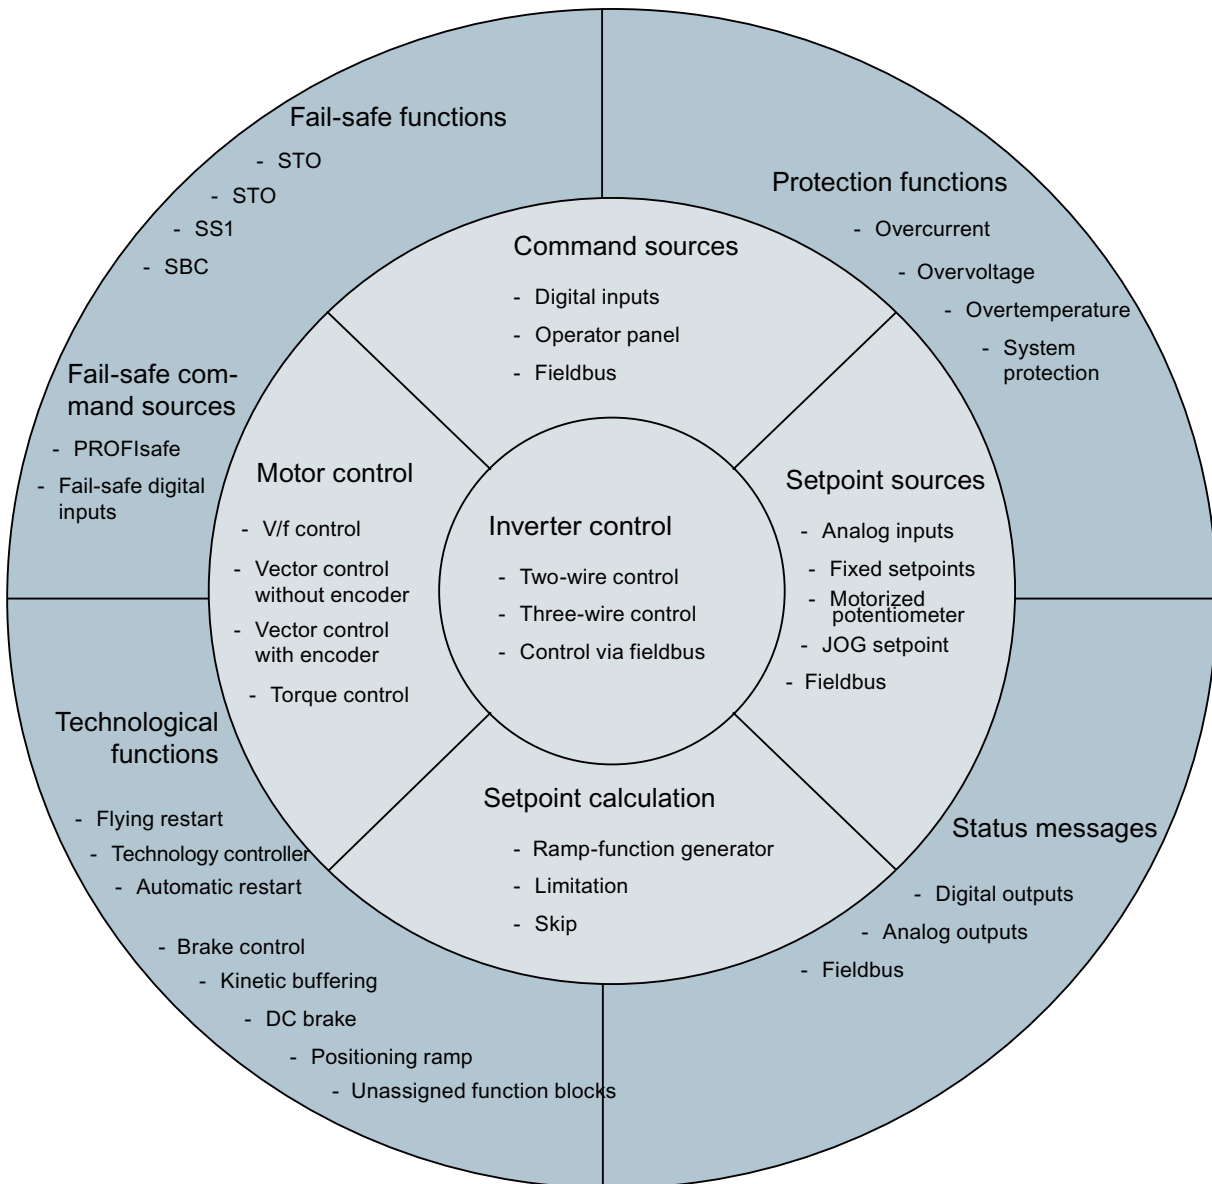 Fail-safe functions
- STO
- STO
- SS1
- SBC
Fail-safe com-
mand sources
- PROFIsafe
- Fail-safe digital
inputs
Protection functions
- Overcurrent
- Overvoltage
- Overtemperature
- System
protection
Command sources
- Digital inputs
- Operator panel
- Fieldbus
Motor control
- V/f control
- Vector control
without encoder
- Vector control
with encoder
- Torque control
Inverter control
- Two-wire control
- Three-wire control
- Control via fieldbus
Setpoint sources
- Analog inputs
- Fixed setpoints
- Motorized
potentiometer
- JOG setpoint
- Fieldbus
Setpoint calculation
- Ramp-function generator
- Limitation
- Skip
Technological
functions
- Flying restart
- Technology controller
- Automatic restart
- Brake control
- Kinetic buffering
- DC brake
- Positioning ramp
- Unassigned function blocks
Status messages
- Digital outputs
- Analog outputs
- Fieldbus